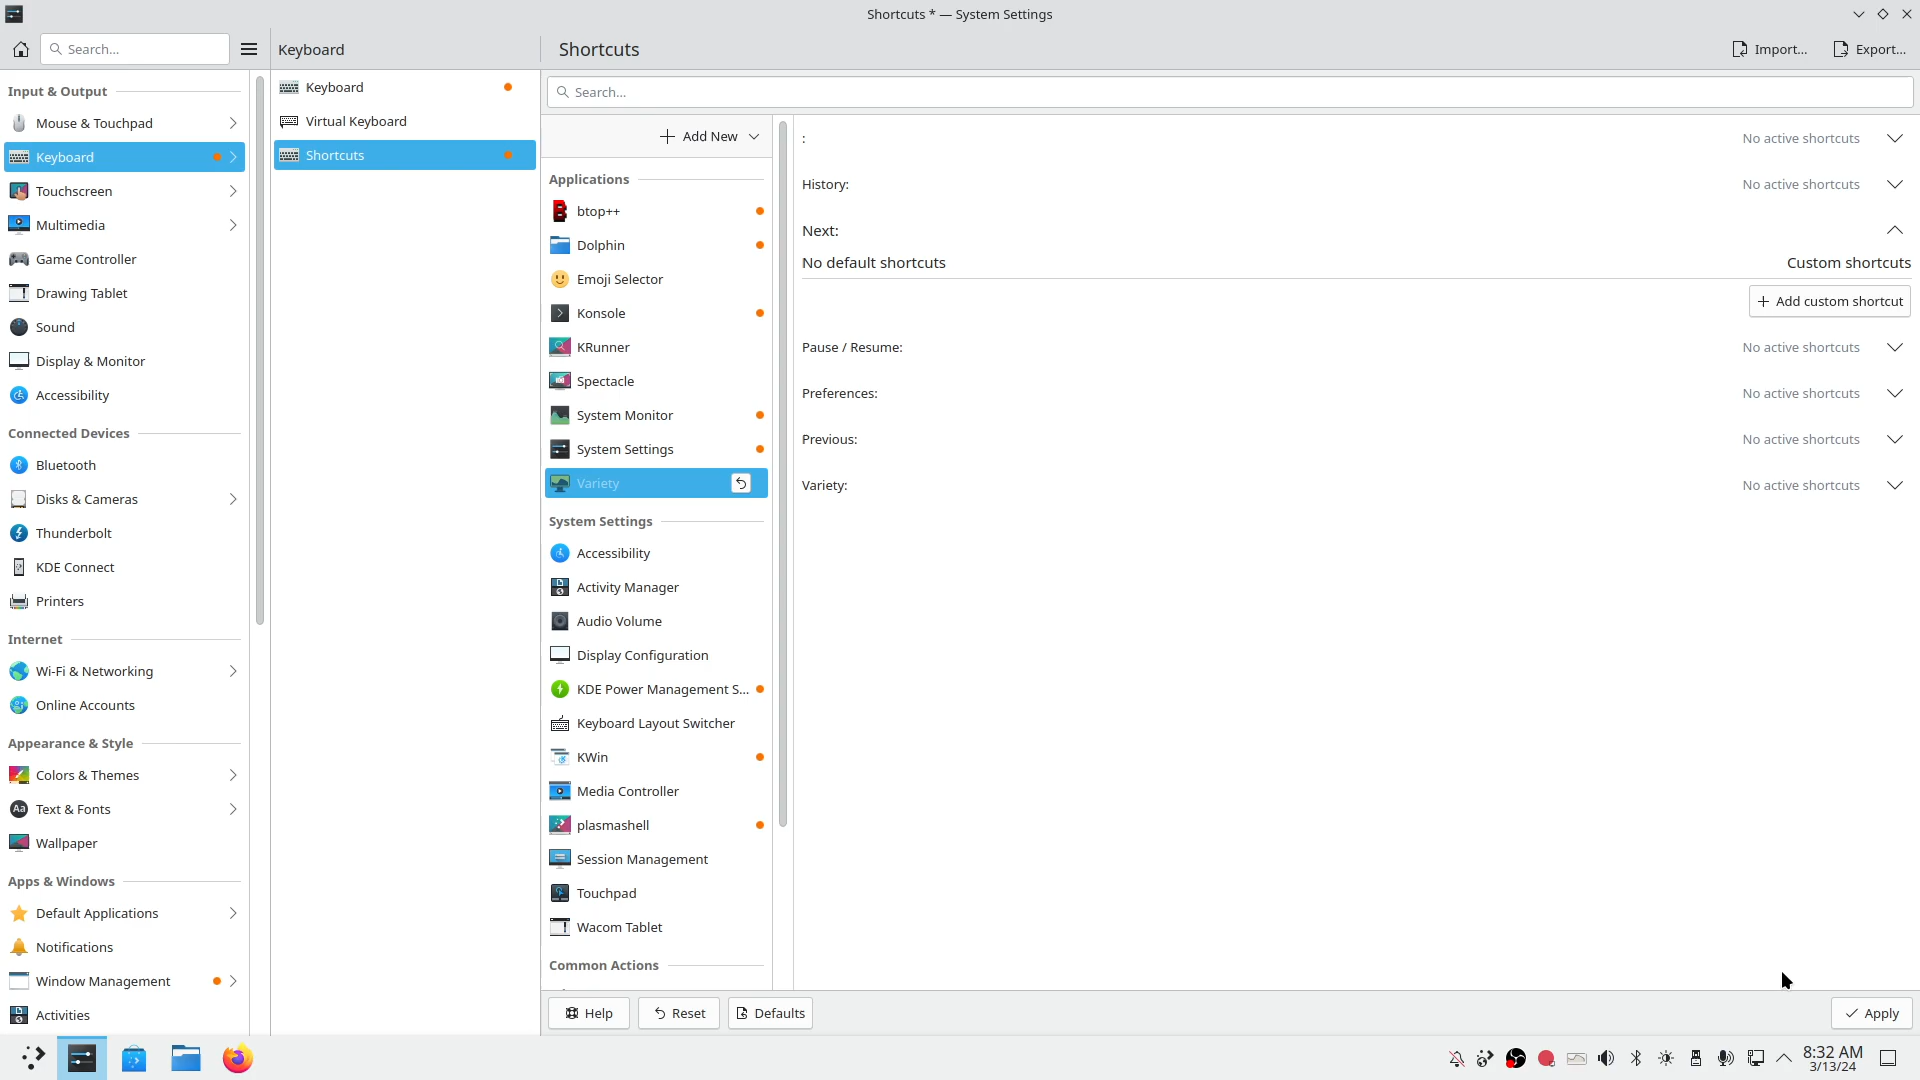 Shortcuts * — System Settings
Search...
Keyboard
Shortcuts
Import...
Export...
Input & Output
Mouse & Touchpad
Keyboard
Touchscreen
Multimedia
Game Controller
Drawing Tablet
Sound
Display & Monitor
Accessibility
Connected Devices
Bluetooth
Disks & Cameras
Thunderbolt
KDE Connect
Printers
Internet
Wi-Fi & Networking
Online Accounts
Appearance & Style
Colors & Themes
Text & Fonts
Wallpaper
Apps & Windows
Default Applications
Notifications
Window Management
Activities
Keyboard
Virtual Keyboard
Shortcuts
Search...
Add New
Applications
btop++
Dolphin
Emoji Selector
Konsole
KRunner
Spectacle
System Monitor
System Settings
Variety
System Settings
Accessibility
Activity Manager
Audio Volume
Display Configuration
KDE Power Management S...
Keyboard Layout Switcher
KWin
Media Controller
plasmashell
Session Management
Touchpad
Wacom Tablet
Common Actions
: No active shortcuts
History: No active shortcuts
Next:
No default shortcuts Custom shortcuts
Add custom shortcut
Pause / Resume: No active shortcuts
Preferences: No active shortcuts
Previous: No active shortcuts
Variety: No active shortcuts
Help
Reset
Defaults
Apply
8:32 AM
3/13/24